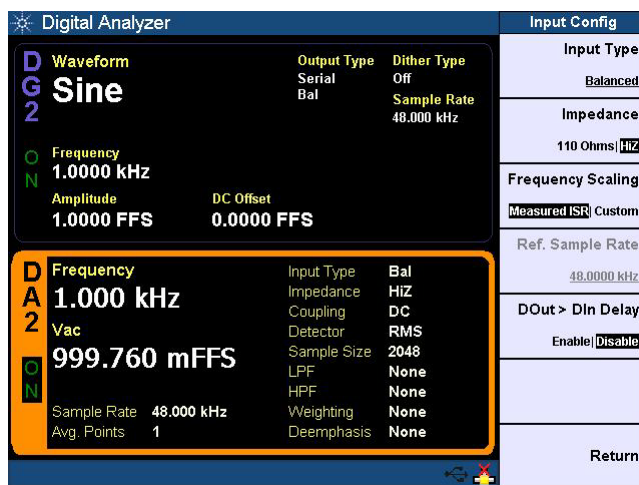 Digital Analyzer
Input Config
DG2
ON
Waveform
Sine
Output Type
Serial
Bal
Dither Type
Off
Sample Rate
48.000 kHz
Frequency
1.0000 kHz
Amplitude
1.0000 FFS
DC Offset
0.0000 FFS
DA2
ON
Frequency
1.000 kHz
Vac
999.760 mFFS
Sample Rate 48.000 kHz
Avg. Points 1
Input Type Bal
Impedance HiZ
Coupling DC
Detector RMS
Sample Size 2048
LPF None
HPF None
Weighting None
Deemphasis None
Input Type
Balanced
Impedance
110 Ohms| HiZ
Frequency Scaling
Measured ISR| Custom
Ref. Sample Rate
48.0000 kHz
DOut > DIn Delay
Enable| Disable
Return